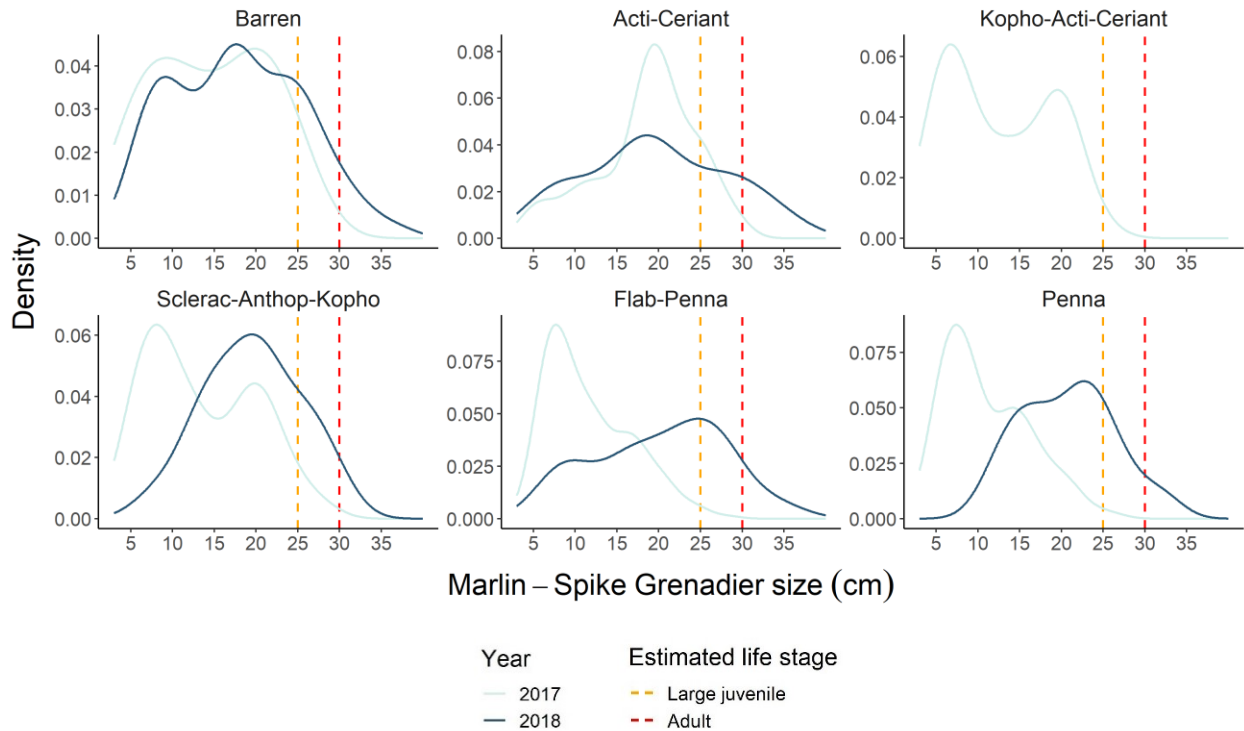 Barren
Acti-Ceriant
Kopho-Acti-Ceriant
0.04
0.03
0.02
0.01
0.00
5 10 15 20 25 30 35
0.08
0.06
0.04
0.02
0.00
5 10 15 20 25 30 35
0.06
0.04
0.02
0.00
5 10 15 20 25 30 35
Density
Sclerac-Anthop-Kopho
Flab-Penna
Penna
0.06
0.04
0.02
0.00
5 10 15 20 25 30 35
0.075
0.050
0.025
0.000
5 10 15 20 25 30 35
0.075
0.050
0.025
0.000
5 10 15 20 25 30 35
Marlin – Spike Grenadier size (cm)
Year
2017
2018
Estimated life stage
Large juvenile
Adult